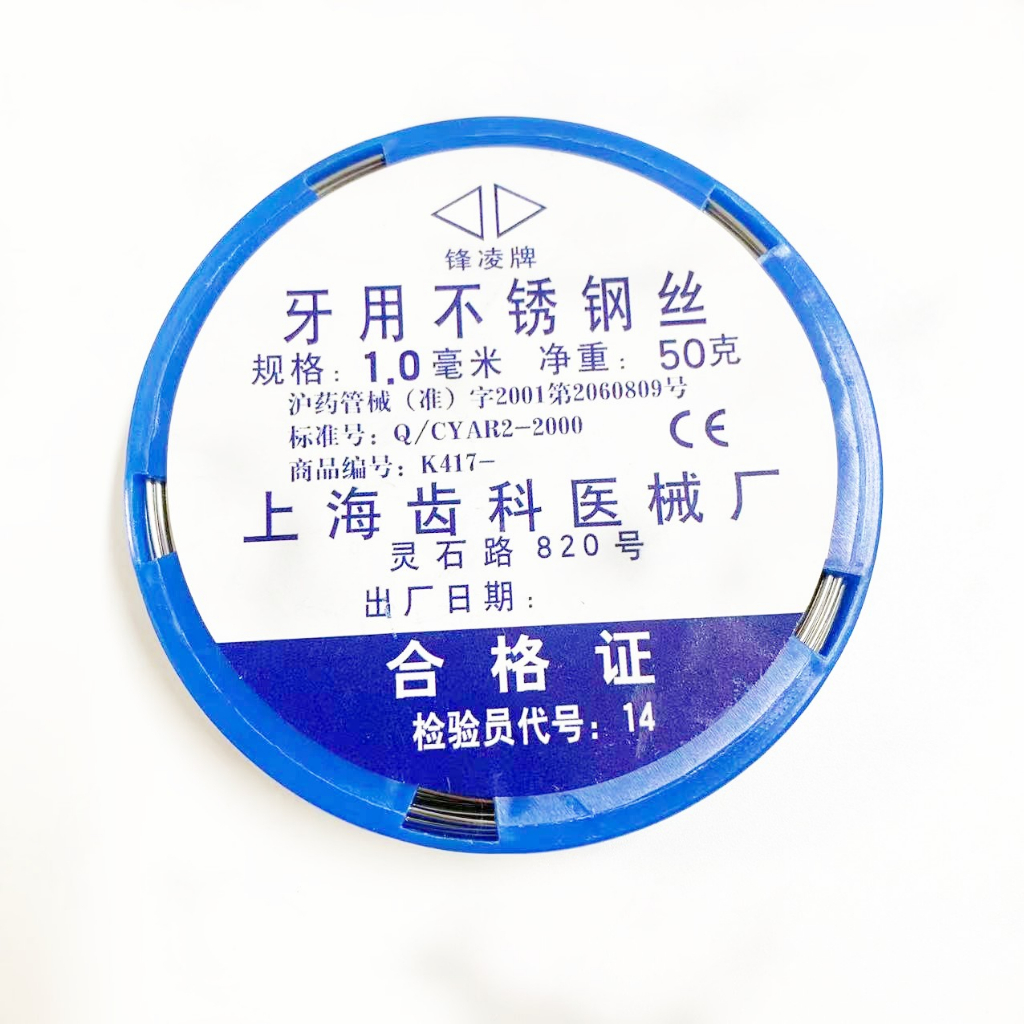 锋凌牌
牙用不锈钢丝
规格：1.0毫米 净重：50克
沪药管械（准）字2001第2060809号
标准号：Q/CYAR2-2000
CE
商品编号：K417-
上海齿科医械厂
灵石路820号
出厂日期：
合格证
检验员代号：14